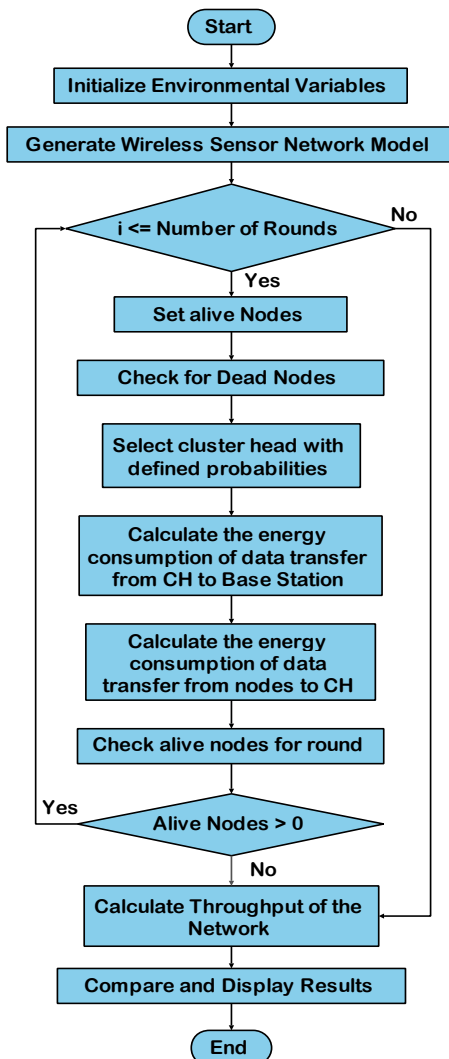 Start
Initialize Environmental Variables
Generate Wireless Sensor Network Model
i <= Number of Rounds
No
Yes
Set alive Nodes
Check for Dead Nodes
Select cluster head with
defined probabilities
Calculate the energy
consumption of data transfer
from CH to Base Station
Calculate the energy
consumption of data
transfer from nodes to CH
Check alive nodes for round
Yes
Alive Nodes > 0
No
Calculate Throughput of the
Network
Compare and Display Results
End